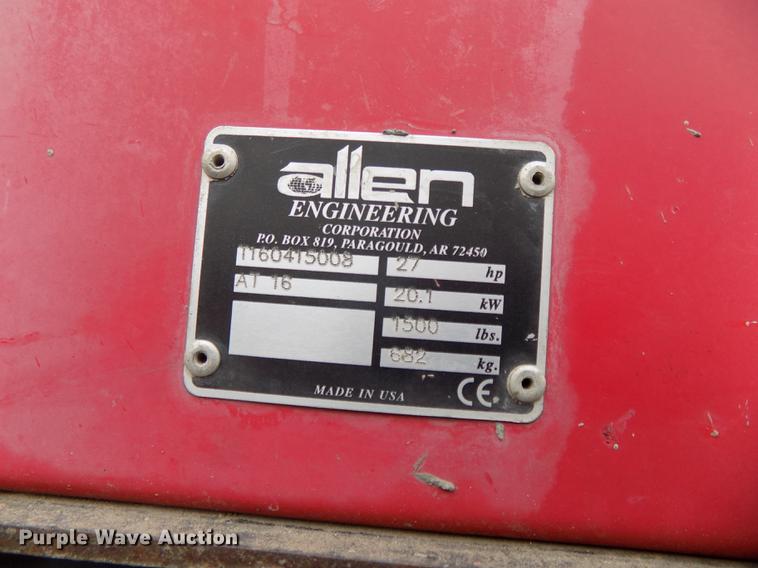 allen
ENGINEERING
CORPORATION
P.O. BOX 819, PARAGOULD, AR 72450
T160415008
27 hp
AT 16
20.1 kW
1500 lbs.
682 kg.
MADE IN USA
CE
Purple Wave Auction